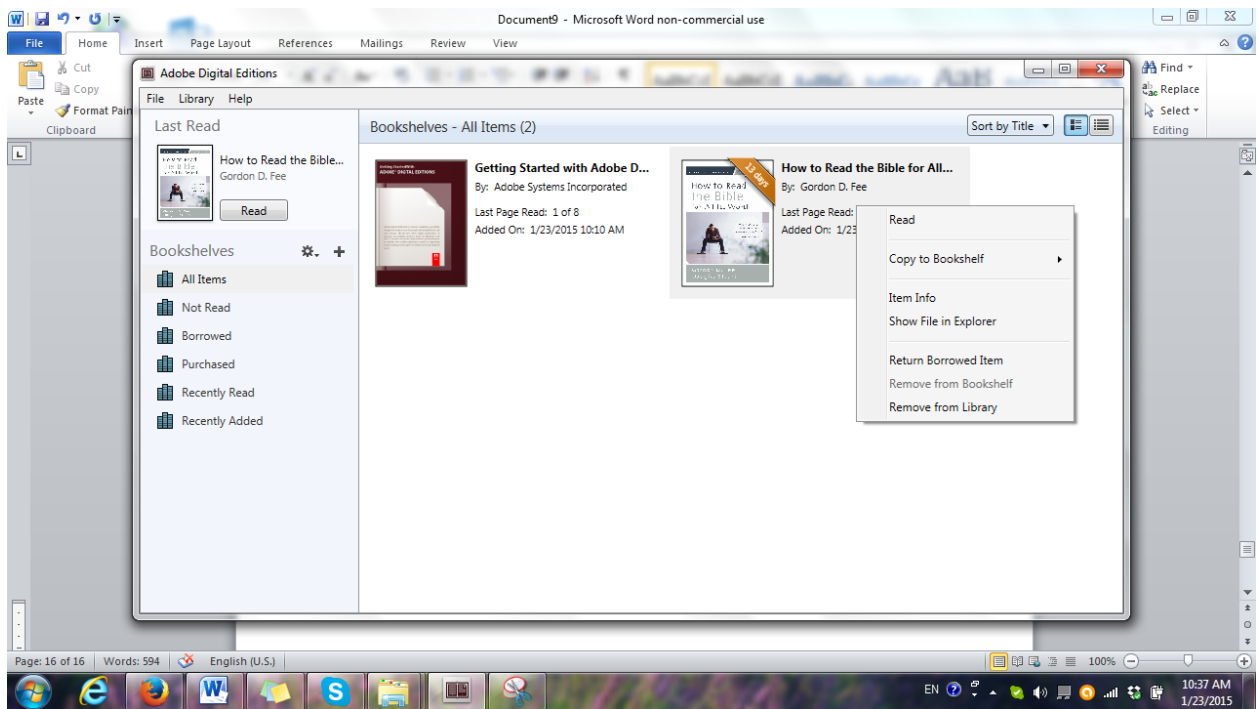 Document9 - Microsoft Word non-commercial use
File Home Insert Page Layout References Mailings Review View
Paste
Cut
Copy
Format Pain
Clipboard
Find
Replace
Select
Editing
Adobe Digital Editions
File Library Help
Last Read
How to Read the Bible...
Gordon D. Fee
Read
Bookshelves
All Items
Not Read
Borrowed
Purchased
Recently Read
Recently Added
Bookshelves - All Items (2)
Sort by Title
ADOBE® DIGITAL EDITIONS
Getting Started with Adobe D...
By: Adobe Systems Incorporated
Last Page Read: 1 of 8
Added On: 1/23/2015 10:10 AM
13 days
How to Read
the Bible
How to Read the Bible for All...
By: Gordon D. Fee
Last Page Read:
Added On: 1/23
Read
Copy to Bookshelf
Item Info
Show File in Explorer
Return Borrowed Item
Remove from Bookshelf
Remove from Library
Page: 16 of 16 Words: 594 English (U.S.) 100%
EN
10:37 AM
1/23/2015